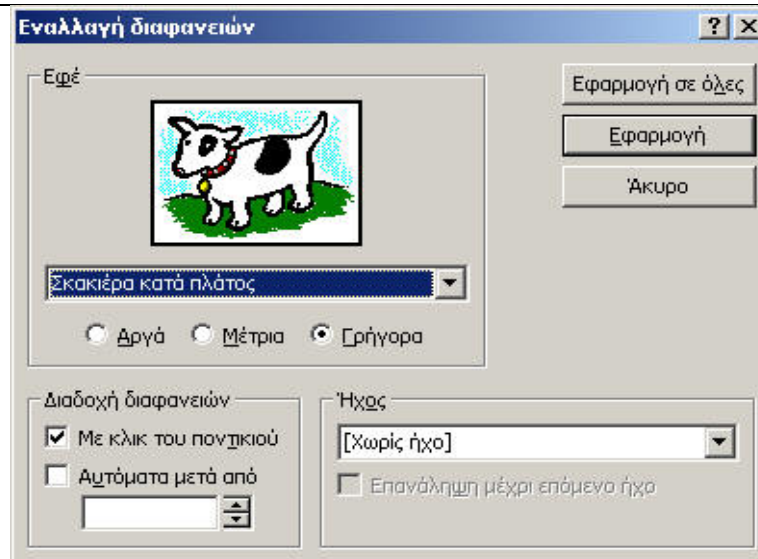 Εναλλαγή διαφανειών
Εφέ
Εφαρμογή σε όλες
Εφαρμογή
Άκυρο
Σκακιέρα κατά πλάτος
Αργά Μέτρια Γρήγορα
Διαδοχή διαφανειών
Με κλικ του ποντικιού
Αυτόματα μετά από
Ήχος
[Χωρίς ήχο]
Επανάληψη μέχρι επόμενο ήχο